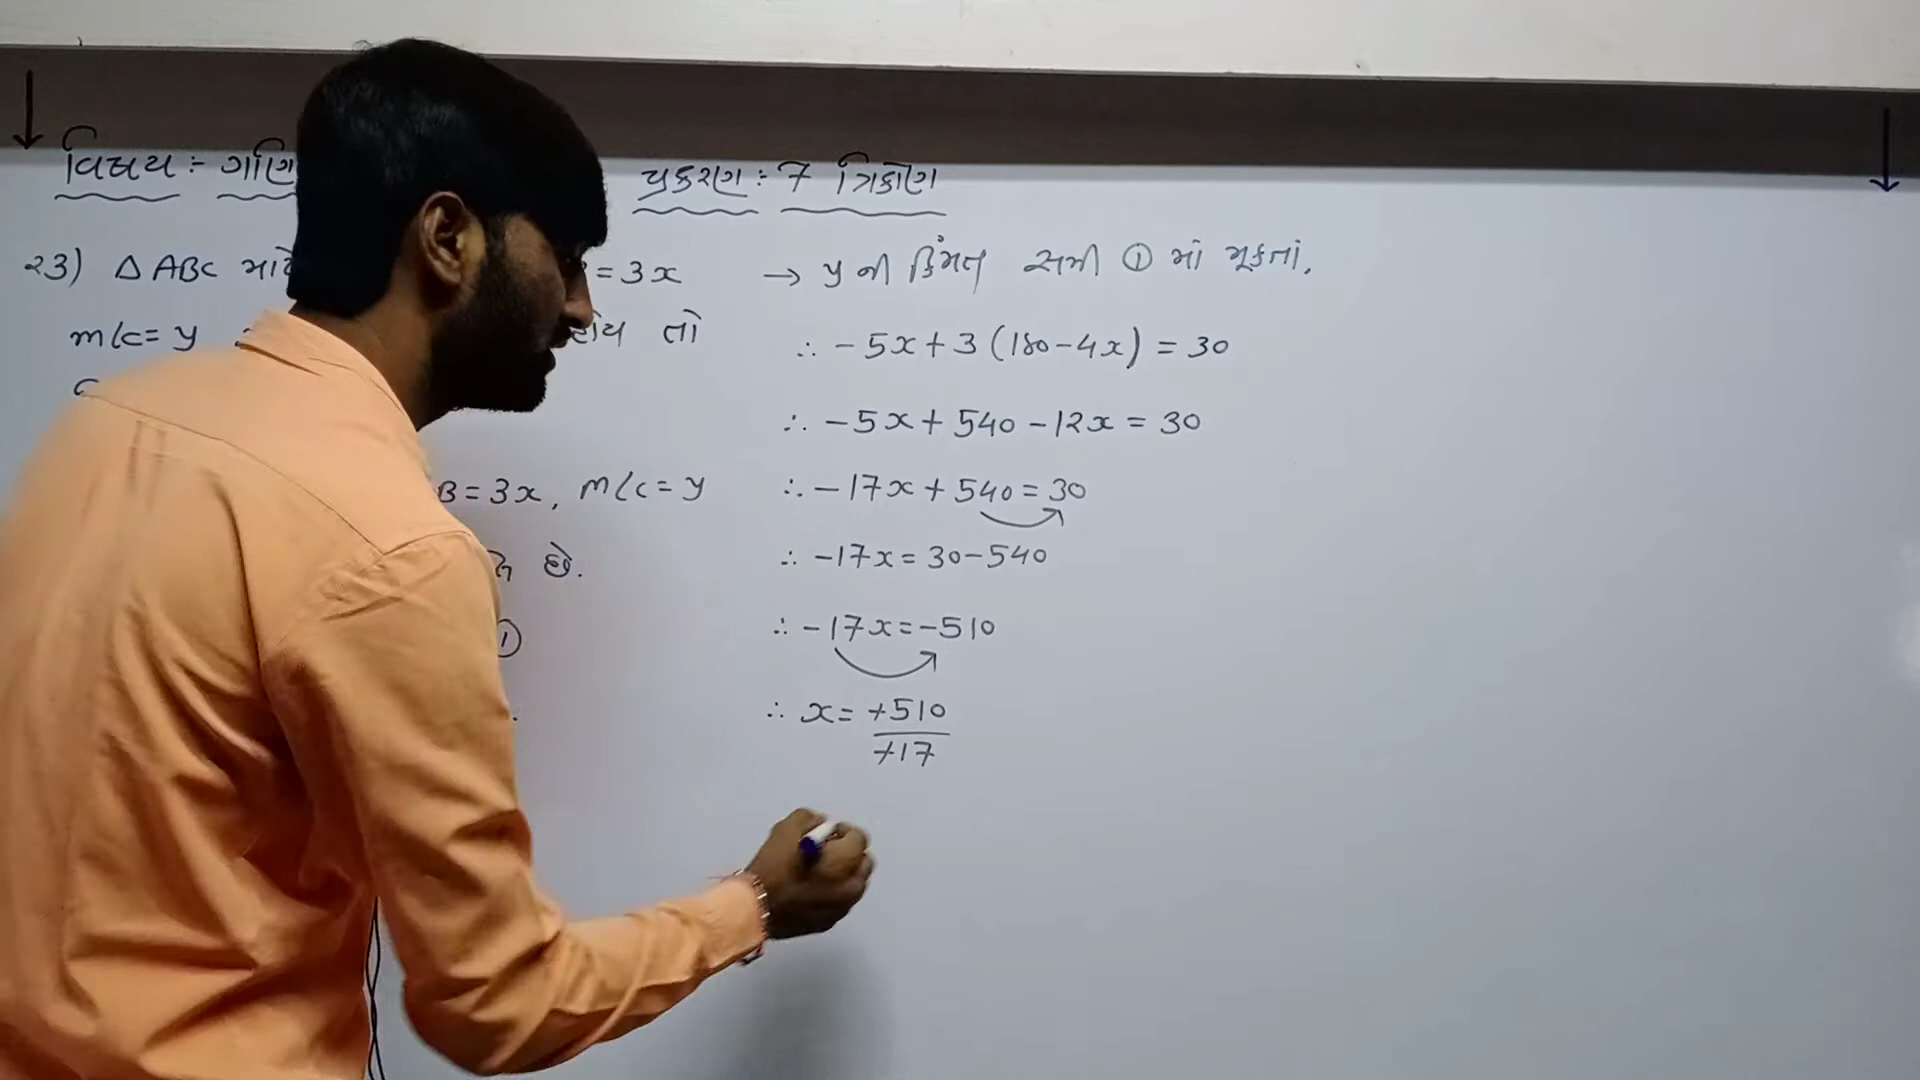 વિષય :- ગણિ
પ્રકરણ :- 7 ત્રિકોણ
23) △ABC માટે = 3x
m∠c = y હોય તો
B = 3x, m∠c = y
છે.
①
→ y ની કિંમત સમી ① માં મૂકતાં,
∴ -5x + 3 (180 - 4x) = 30
∴ -5x + 540 - 12x = 30
∴ -17x + 540 = 30
∴ -17x = 30 - 540
∴ -17x = -510
∴ x = +510
+17